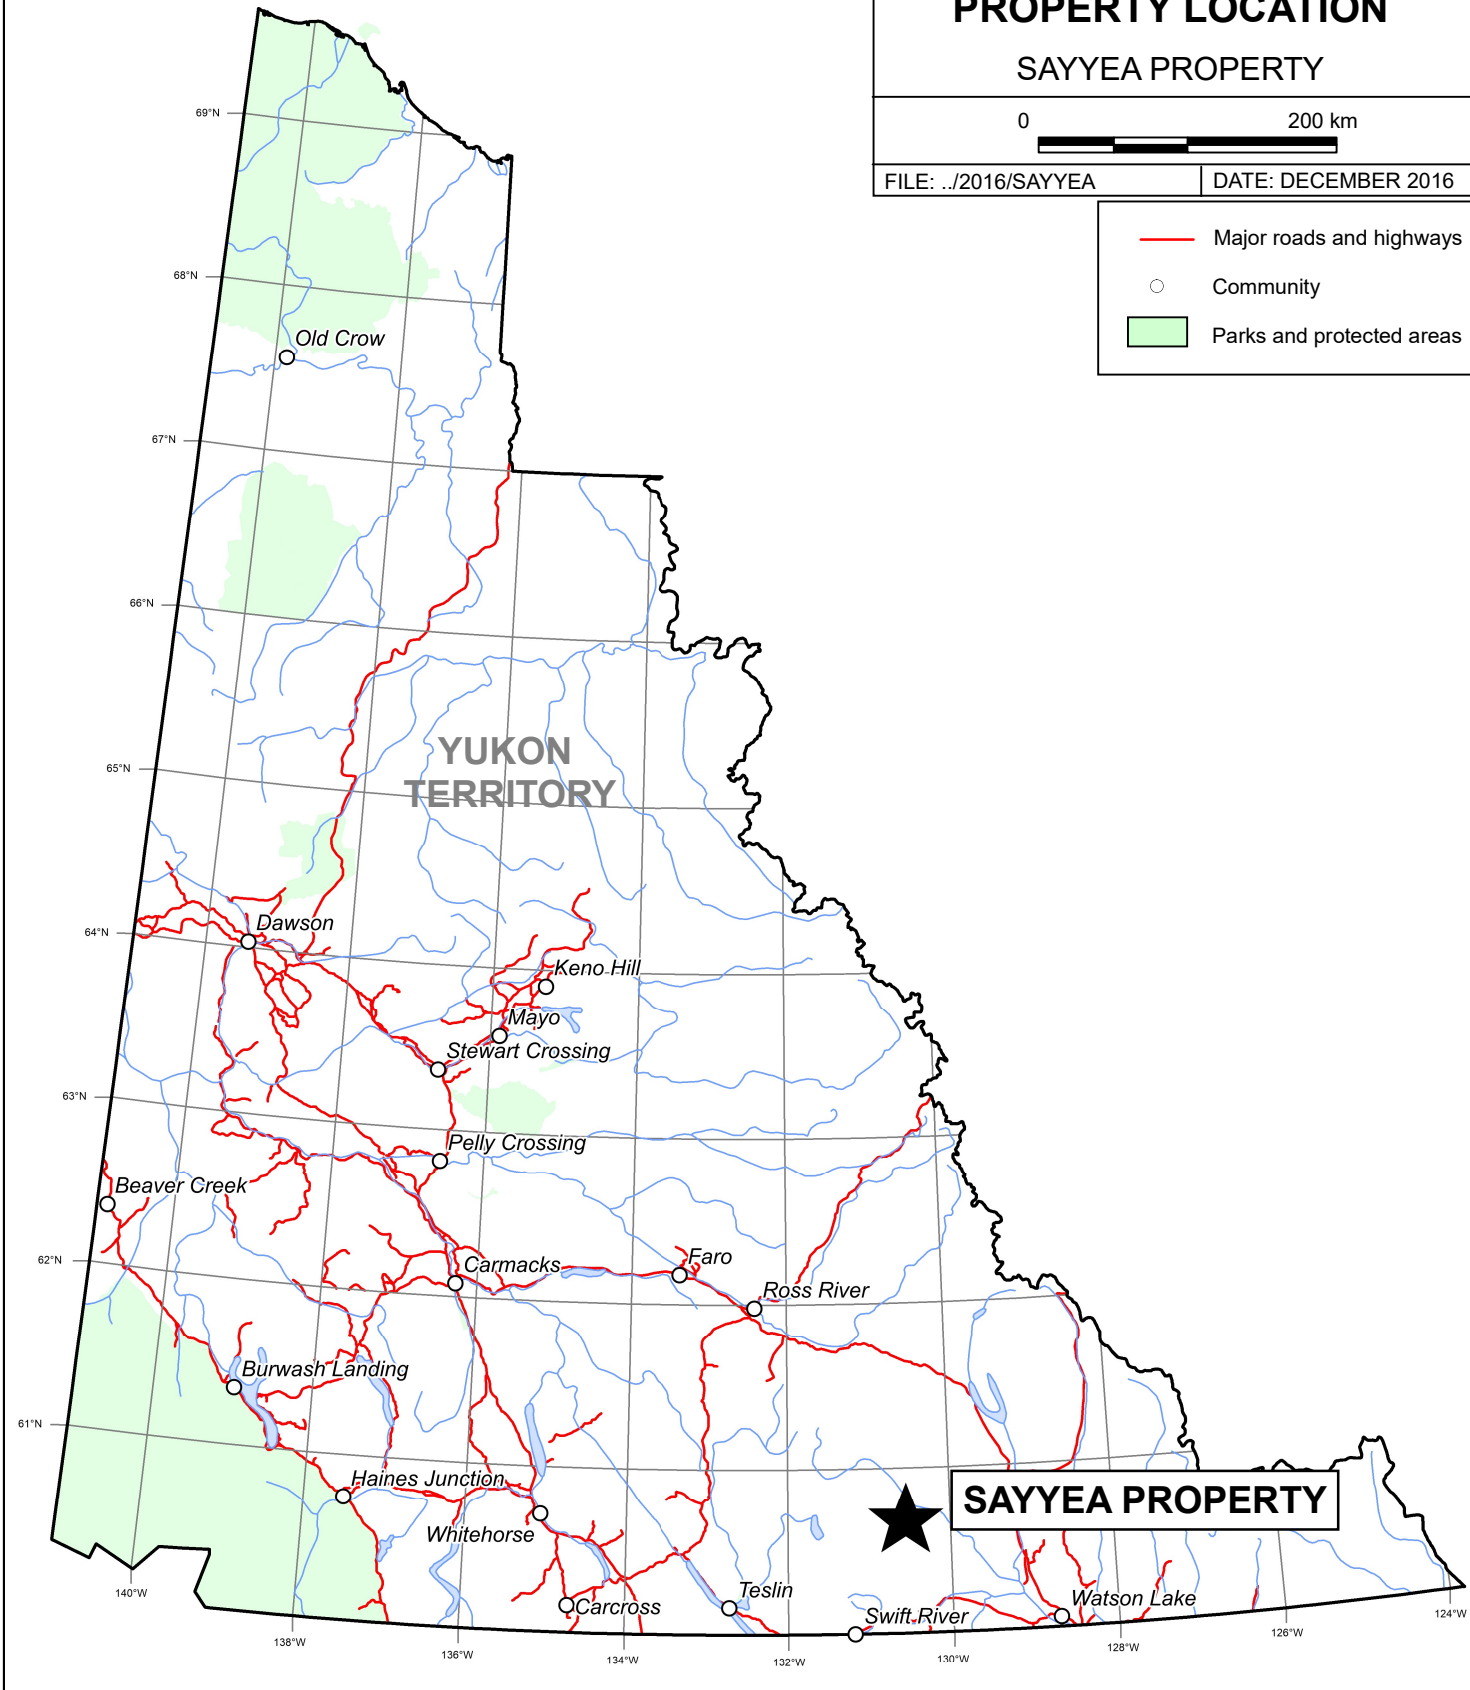 PROPERTY LOCATION
SAYYEA PROPERTY
0 200 km
FILE: ../2016/SAYYEA DATE: DECEMBER 2016
Major roads and highways
Community
Parks and protected areas
69°N
68°N
Old Crow
67°N
66°N
YUKON
TERRITORY
65°N
Dawson
64°N
Keno Hill
Mayo
Stewart Crossing
63°N
Pelly Crossing
Beaver Creek
62°N
Carmacks
Faro
Ross River
Burwash Landing
61°N
Haines Junction
SAYYEA PROPERTY
Whitehorse
140°W
Teslin
Carcross
Swift River
Watson Lake
138°W
136°W
134°W
132°W
130°W
128°W
126°W
124°W